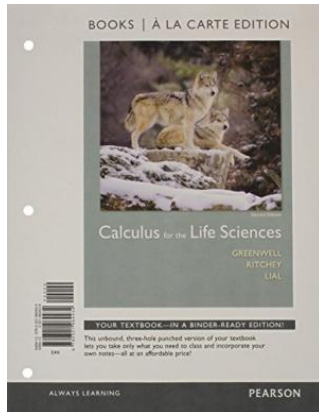 BOOKS | À LA CARTE EDITION
Second Edition
Calculus for the Life Sciences
GREENWELL
RITCHEY
LIAL
YOUR TEXTBOOK—IN A BINDER-READY EDITION!
This unbound, three-hole punched version of your textbook
lets you take only what you need to class and incorporate your
own notes—all at an affordable price!
ALWAYS LEARNING
PEARSON